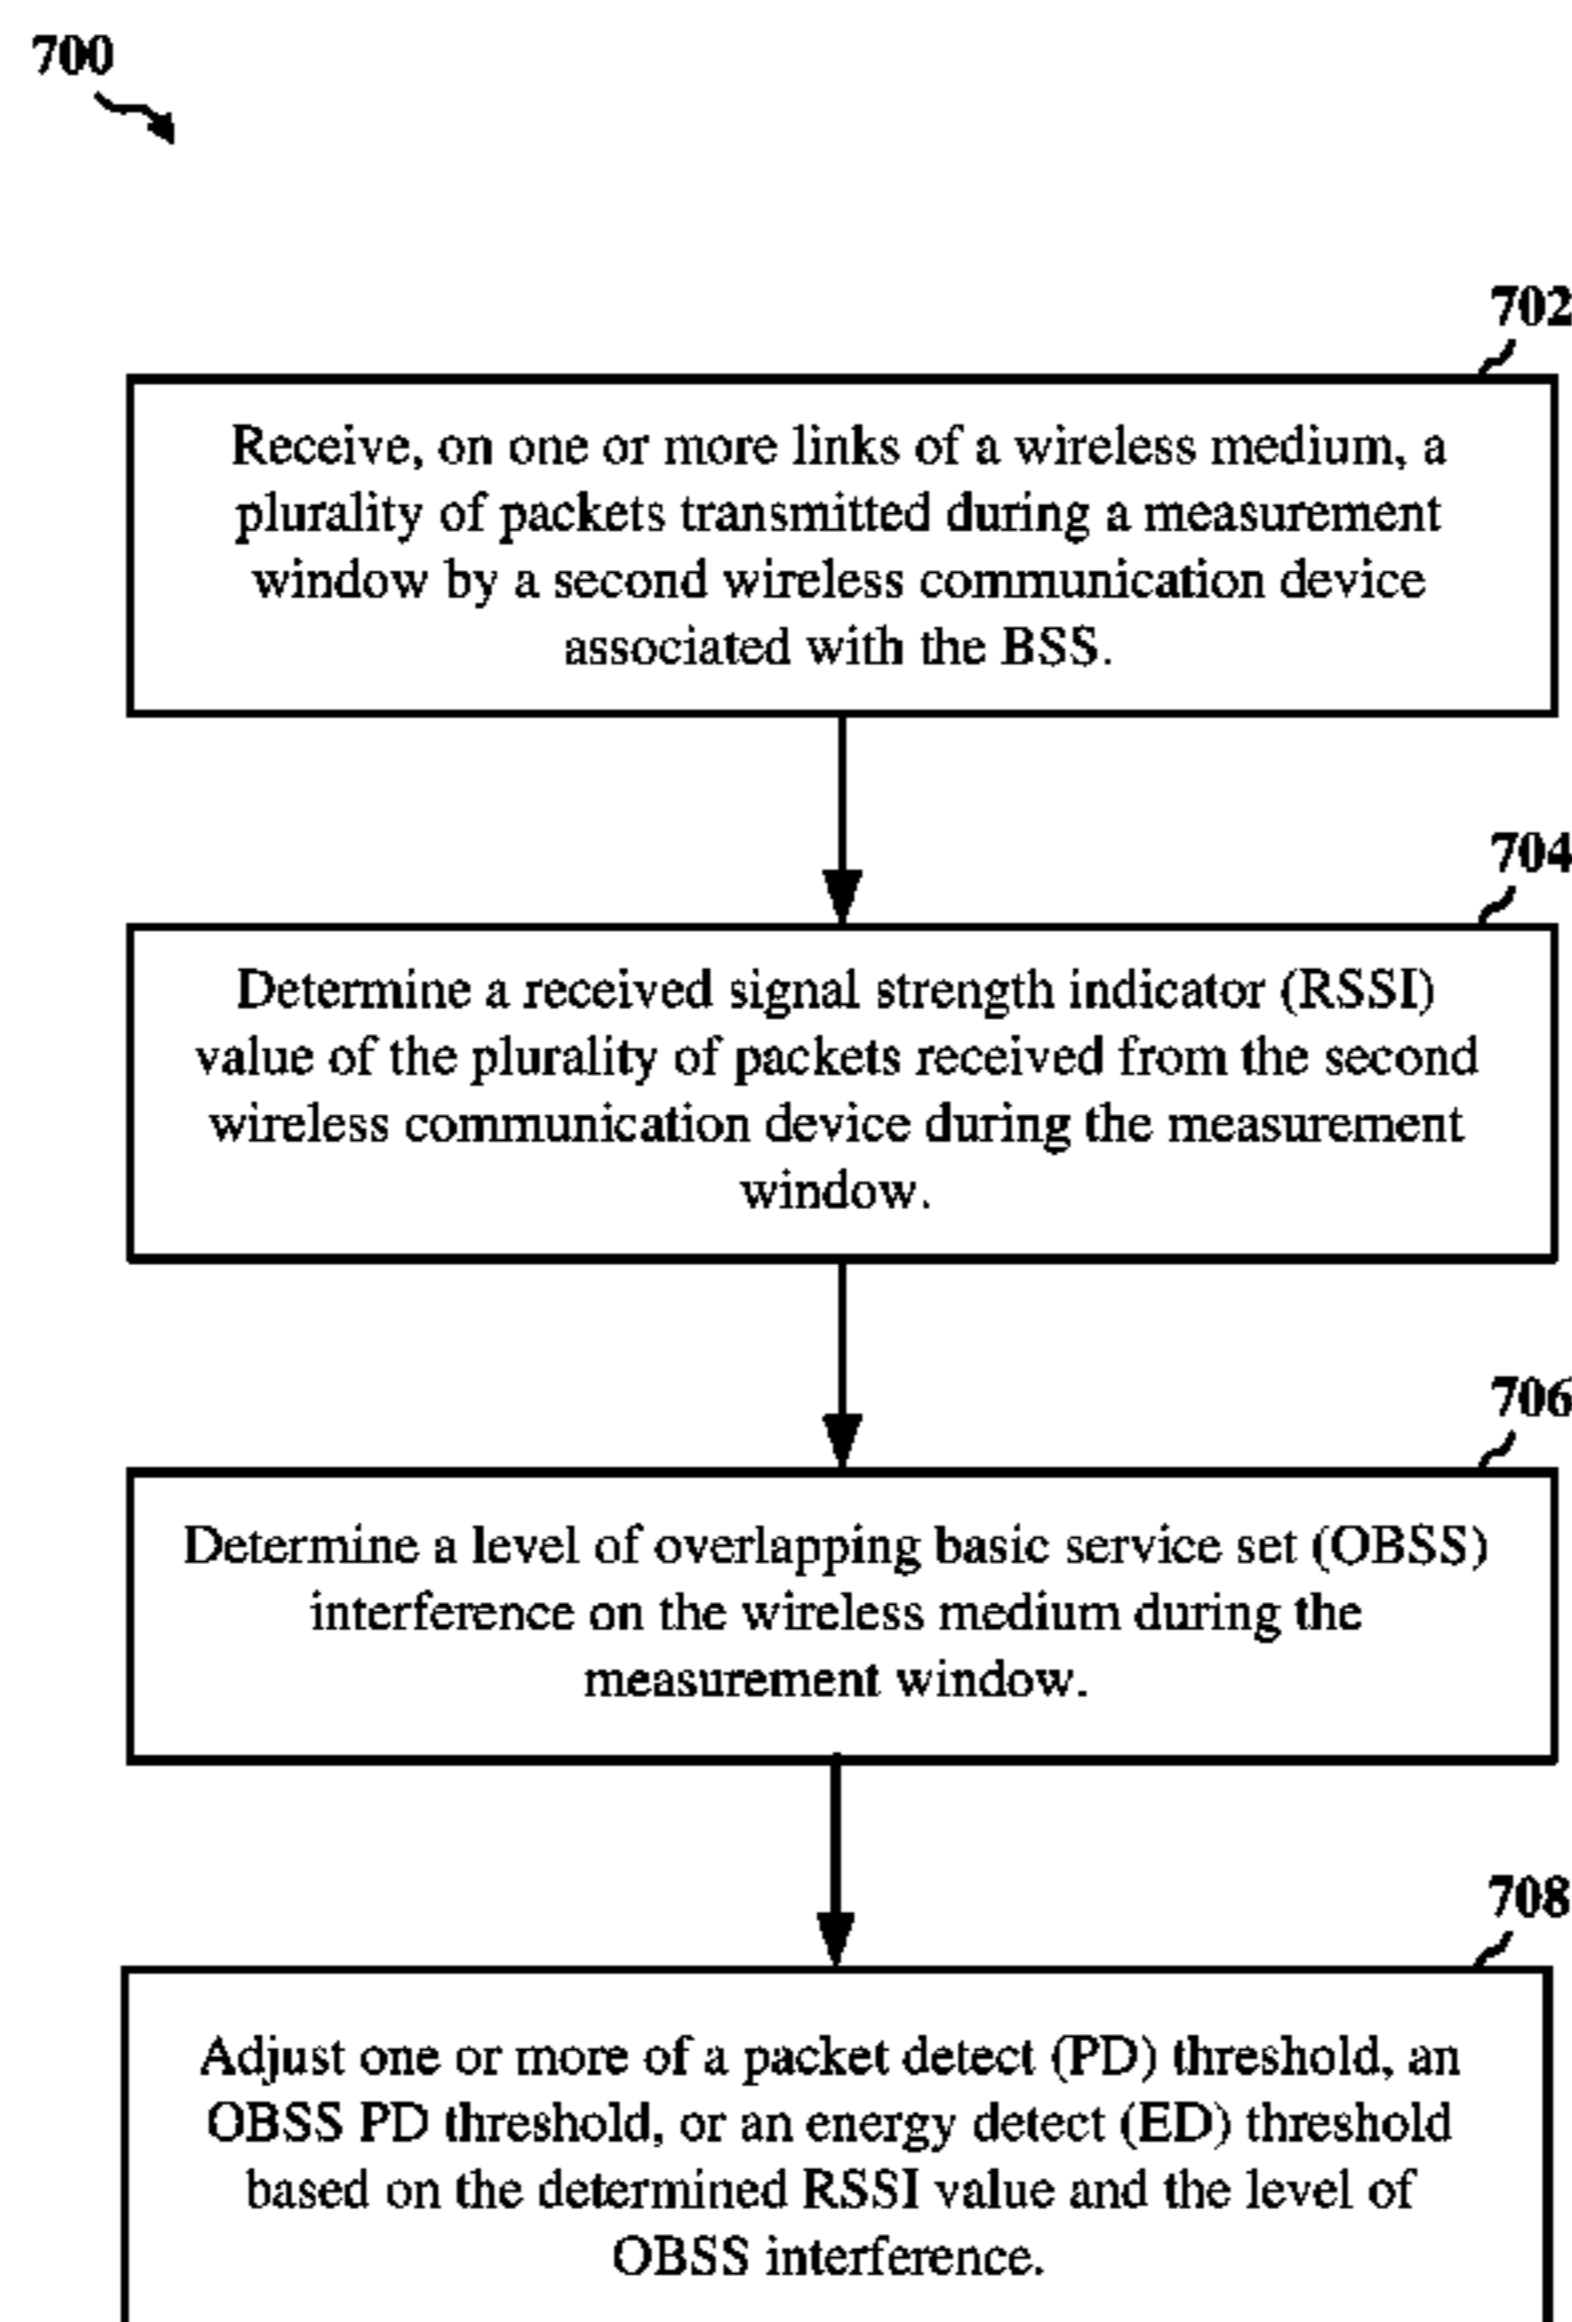 700
702
Receive, on one or more links of a wireless medium, a
plurality of packets transmitted during a measurement
window by a second wireless communication device
associated with the BSS.
704
Determine a received signal strength indicator (RSSI)
value of the plurality of packets received from the second
wireless communication device during the measurement
window.
706
Determine a level of overlapping basic service set (OBSS)
interference on the wireless medium during the
measurement window.
708
Adjust one or more of a packet detect (PD) threshold, an
OBSS PD threshold, or an energy detect (ED) threshold
based on the determined RSSI value and the level of
OBSS interference.